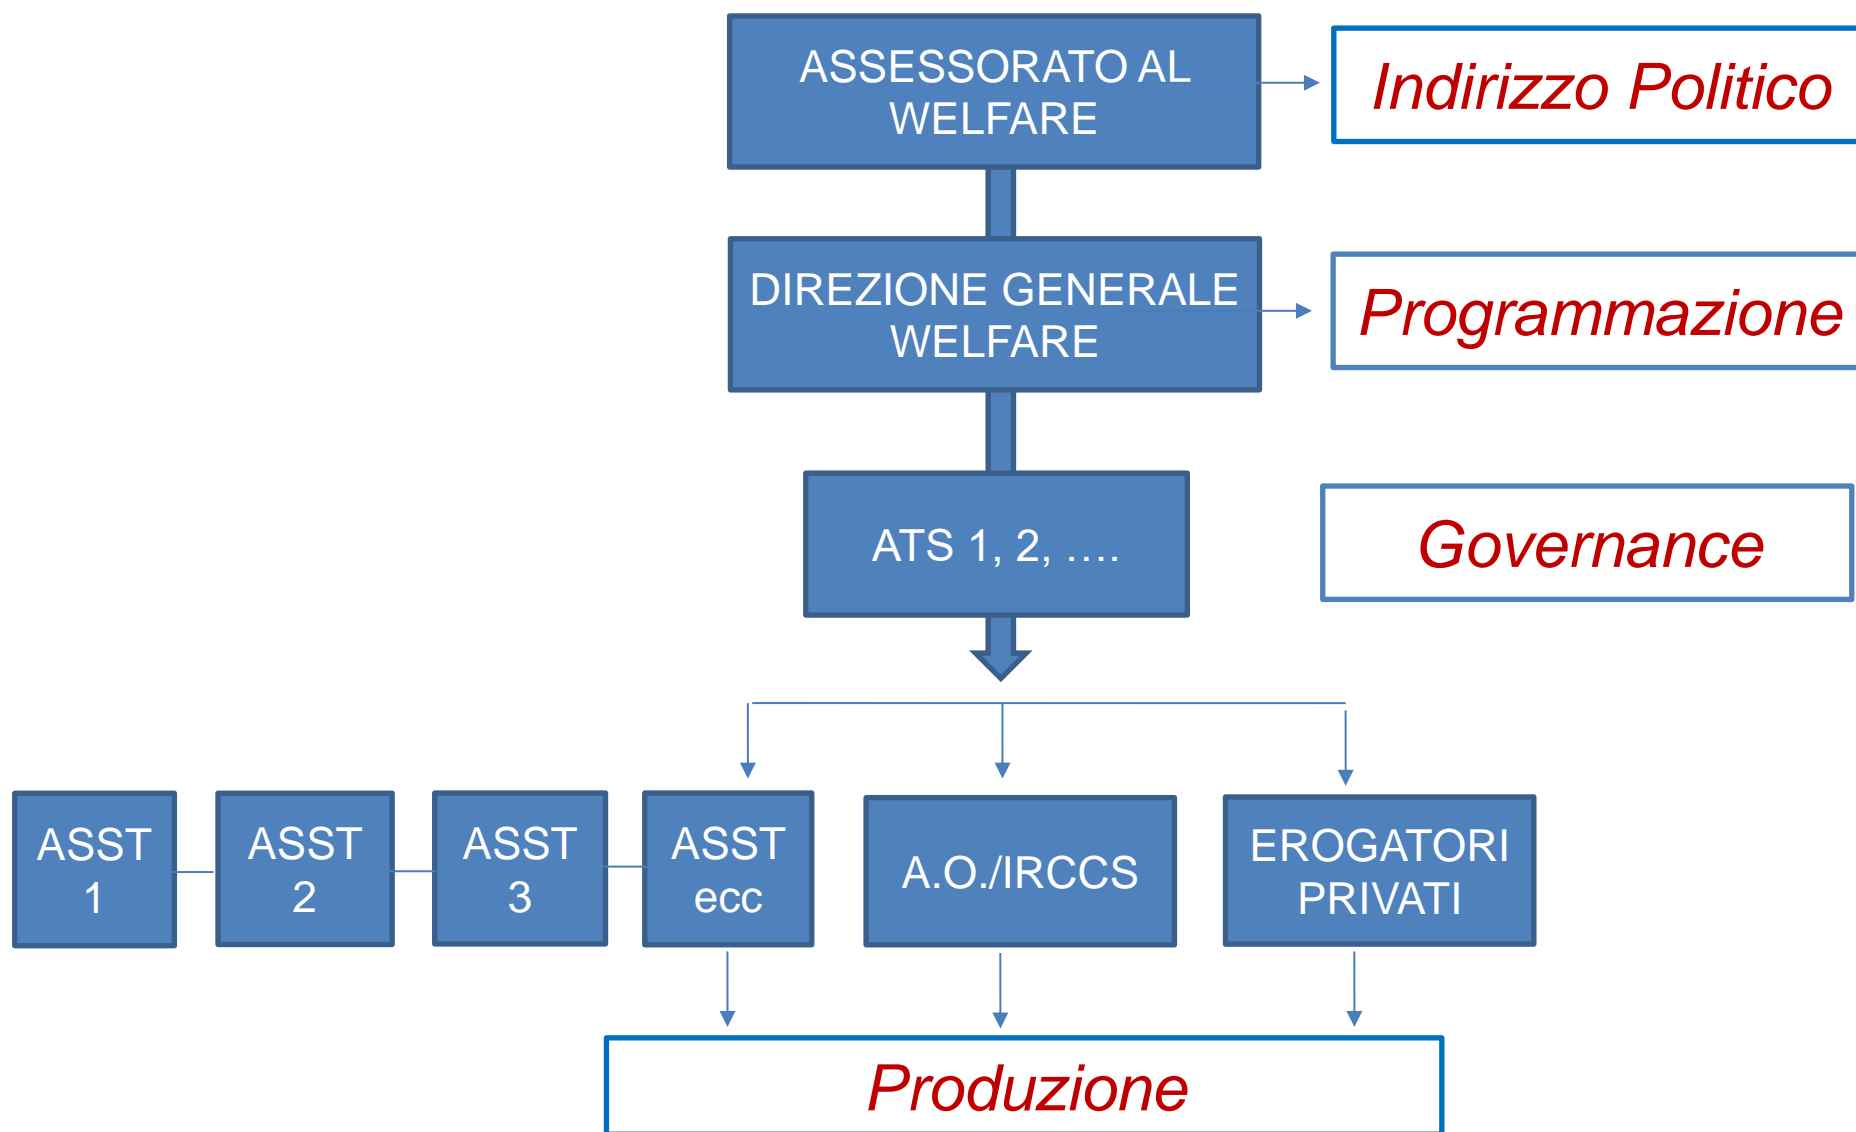 ASSESSORATO AL
WELFARE
Indirizzo Politico
DIREZIONE GENERALE
WELFARE
Programmazione
ATS 1, 2, ….
Governance
ASST
1
ASST
2
ASST
3
ASST
ecc
A.O./IRCCS
EROGATORI
PRIVATI
Produzione